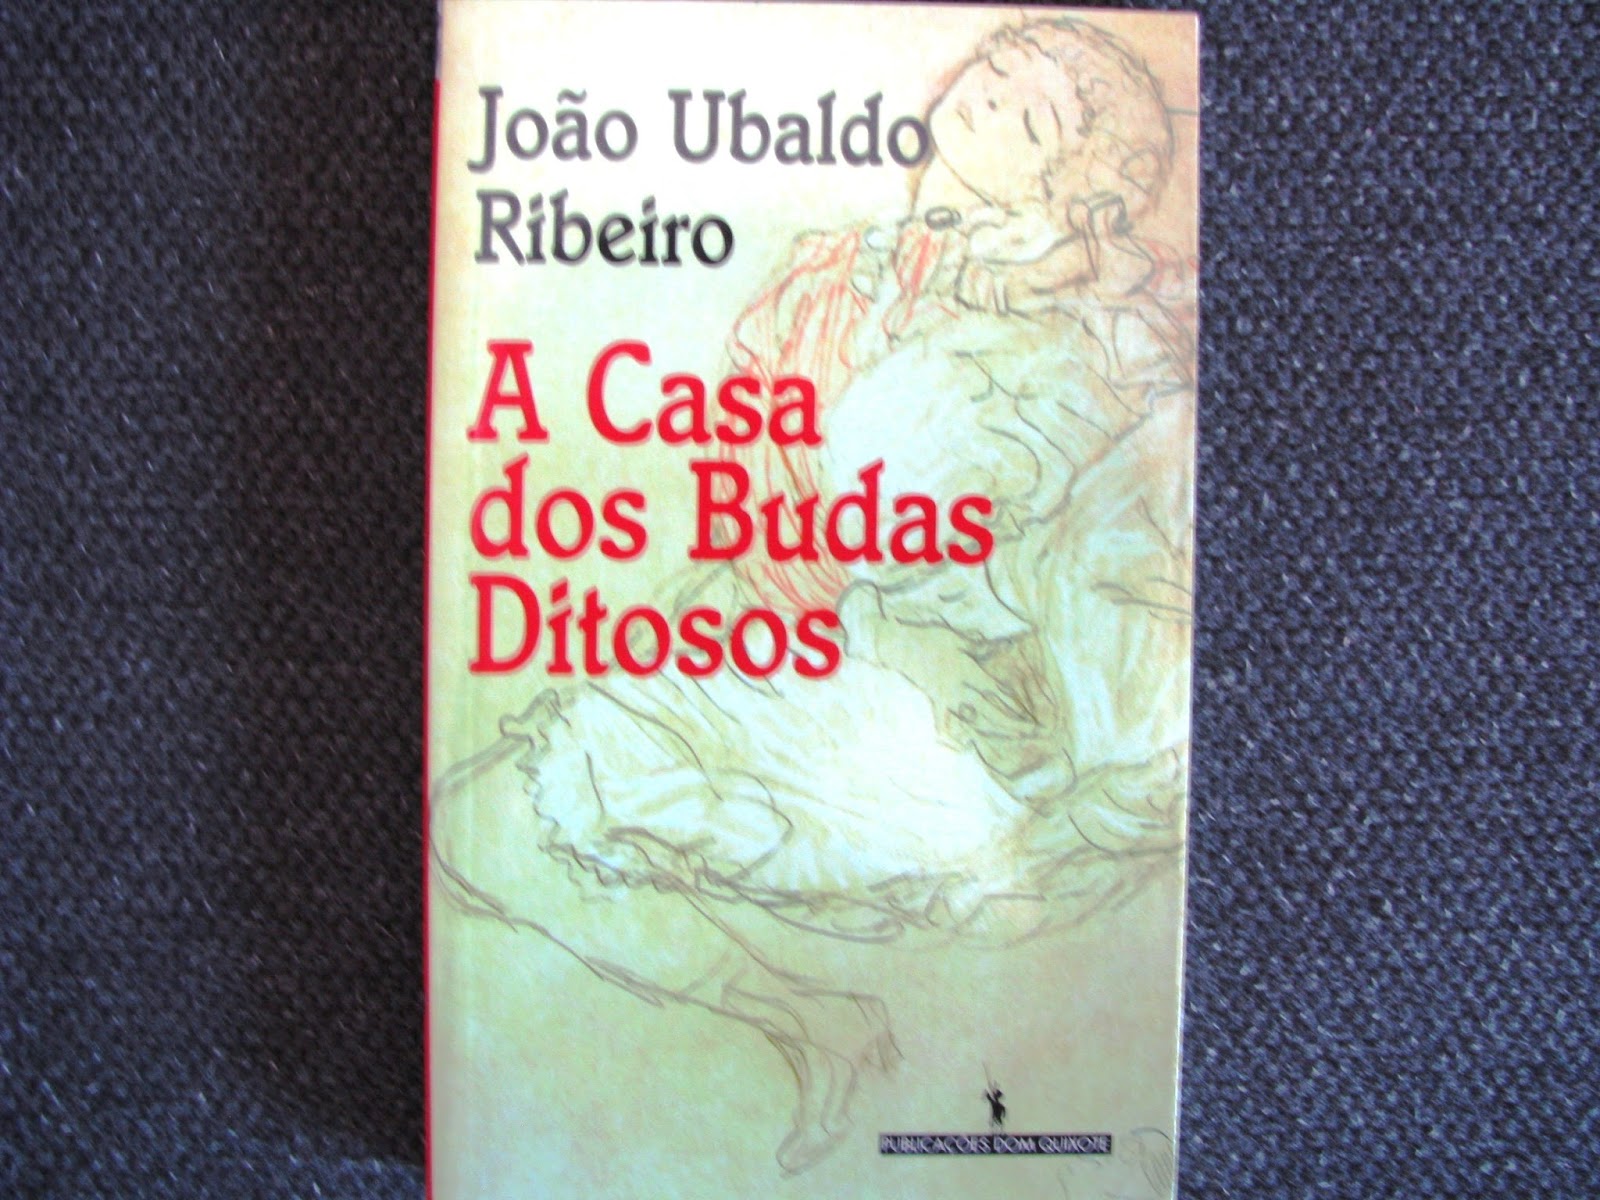 João Ubaldo
Ribeiro
A Casa
dos Budas
Ditosos
PUBLICAÇÕES DOM QUIXOTE